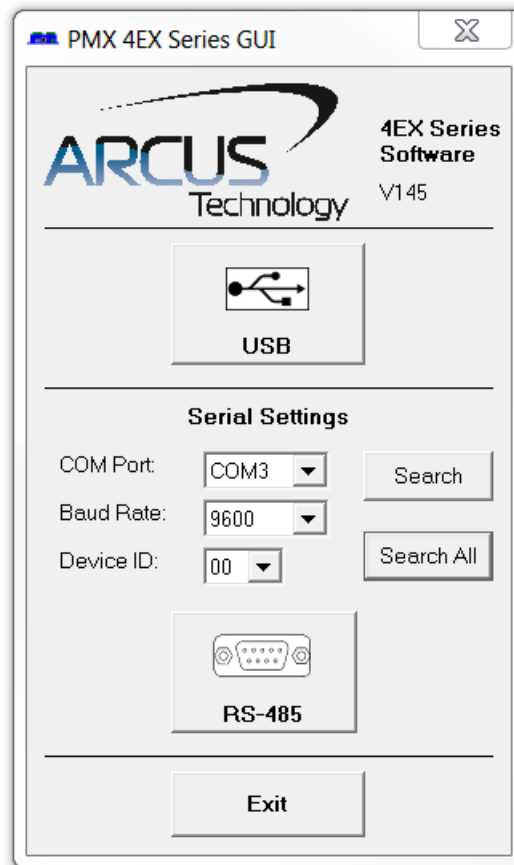 PMX 4EX Series GUI
ARCUS
Technology
4EX Series
Software
V145
USB
Serial Settings
COM Port: COM3 Search
Baud Rate: 9600
Device ID: 00 Search All
RS-485
Exit